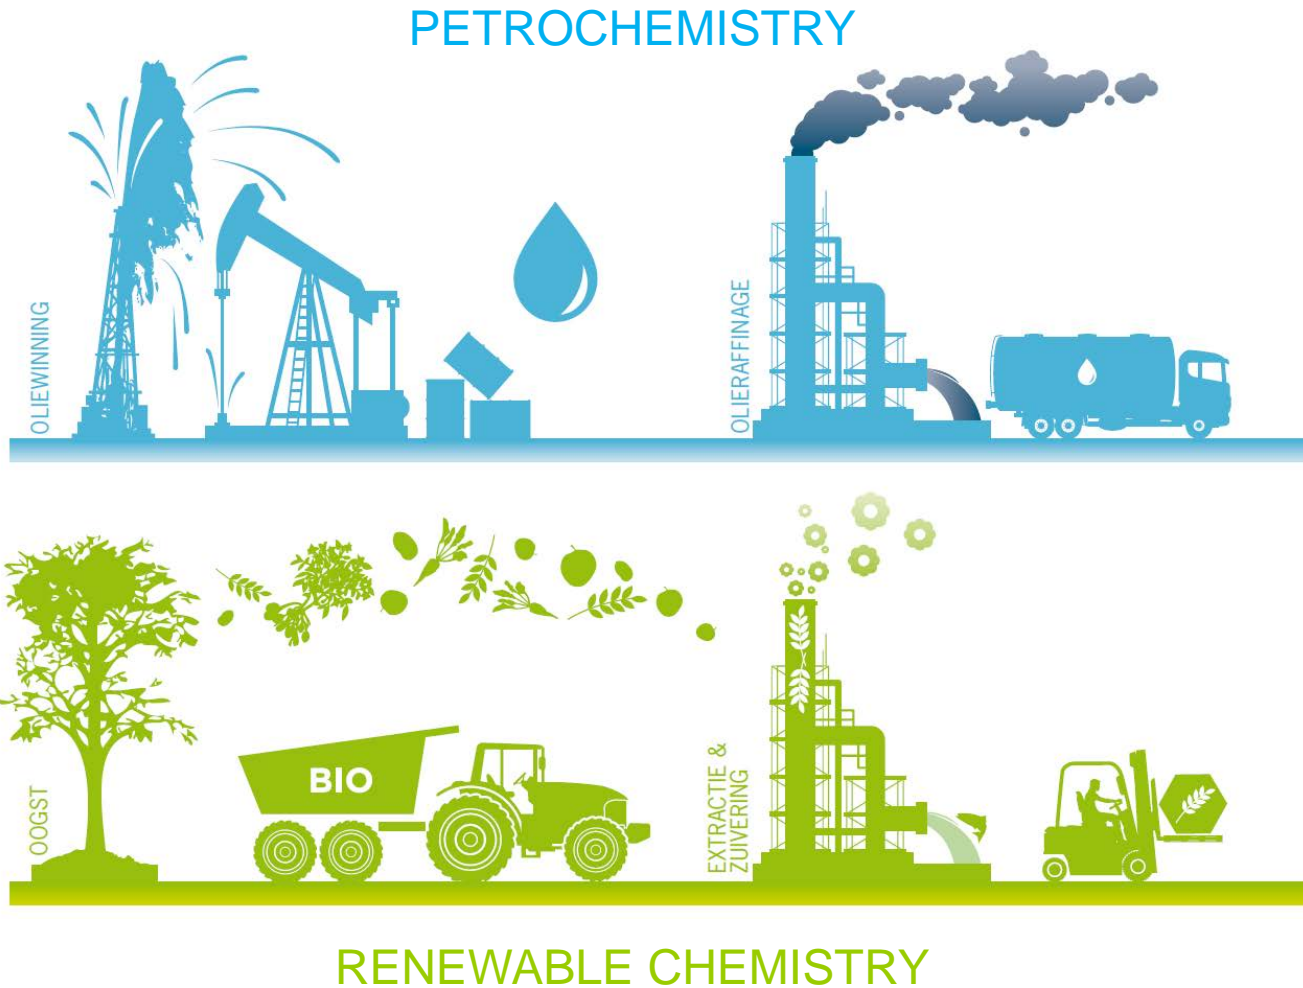 PETROCHEMISTRY
OLIEWINNING
OLIERAFFINAGE
OOGST
BIO
EXTRACTIE &
ZUIVERING
RENEWABLE CHEMISTRY